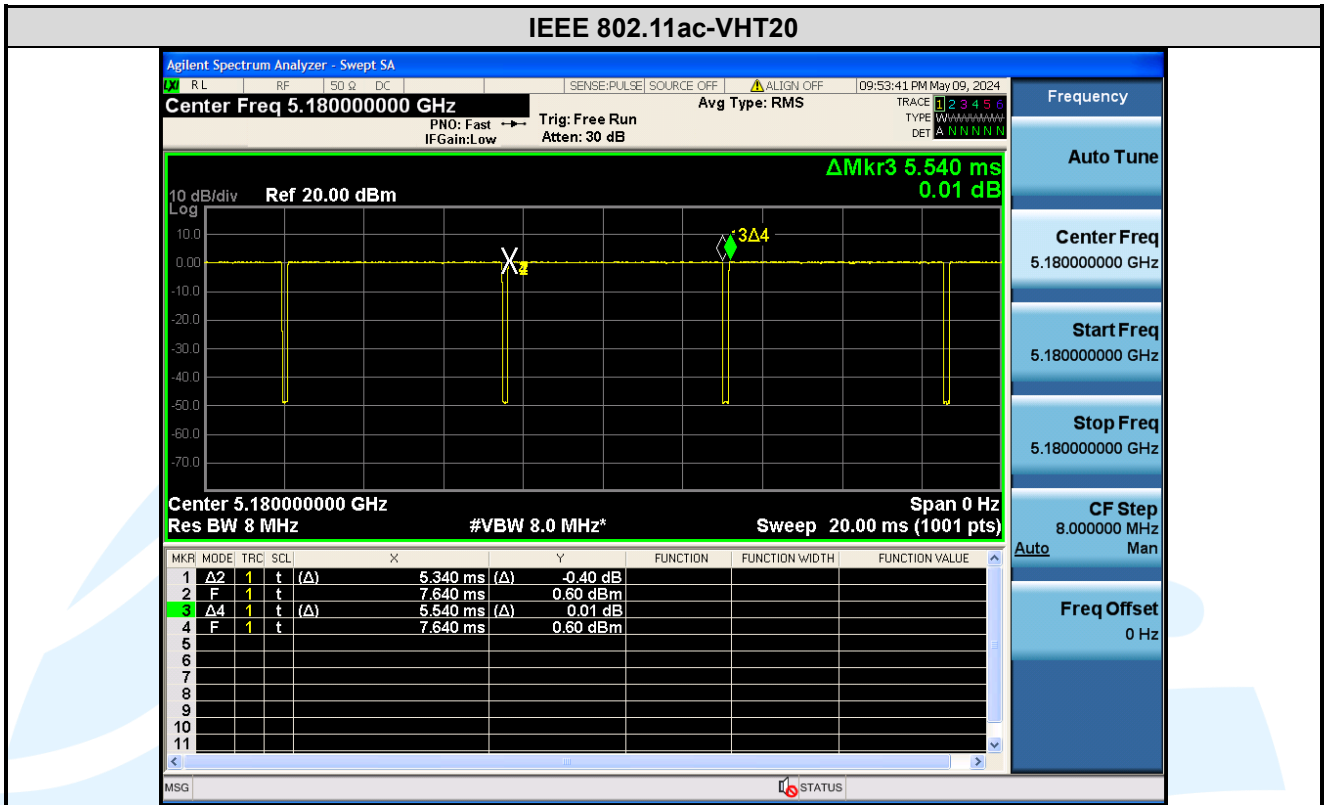 IEEE 802.11ac-VHT20
Agilent Spectrum Analyzer - Swept SA
LXI RL RF 50 Ω DC SENSE:PULSE SOURCE OFF ALIGN OFF 09:53:41 PM May 09, 2024
Center Freq 5.180000000 GHz
PNO: Fast
IFGain:Low
Trig: Free Run
Atten: 30 dB
Avg Type: RMS
TRACE 1 2 3 4 5 6
TYPE WWWWWW
DET A N N N N N
ΔMkr3 5.540 ms
0.01 dB
10 dB/div Ref 20.00 dBm
Log
10.0
0.00
-10.0
-20.0
-30.0
-40.0
-50.0
-60.0
-70.0
3Δ4
Center 5.180000000 GHz Span 0 Hz
Res BW 8 MHz #VBW 8.0 MHz* Sweep 20.00 ms (1001 pts)
MKR MODE TRC SCL X Y FUNCTION FUNCTION WIDTH FUNCTION VALUE
1 Δ2 1 t (Δ) 5.340 ms (Δ) -0.40 dB
2 F 1 t 7.640 ms 0.60 dBm
3 Δ4 1 t (Δ) 5.540 ms (Δ) 0.01 dB
4 F 1 t 7.640 ms 0.60 dBm
5
6
7
8
9
10
11
MSG STATUS
Frequency
Auto Tune
Center Freq
5.180000000 GHz
Start Freq
5.180000000 GHz
Stop Freq
5.180000000 GHz
CF Step
8.000000 MHz
Auto Man
Freq Offset
0 Hz